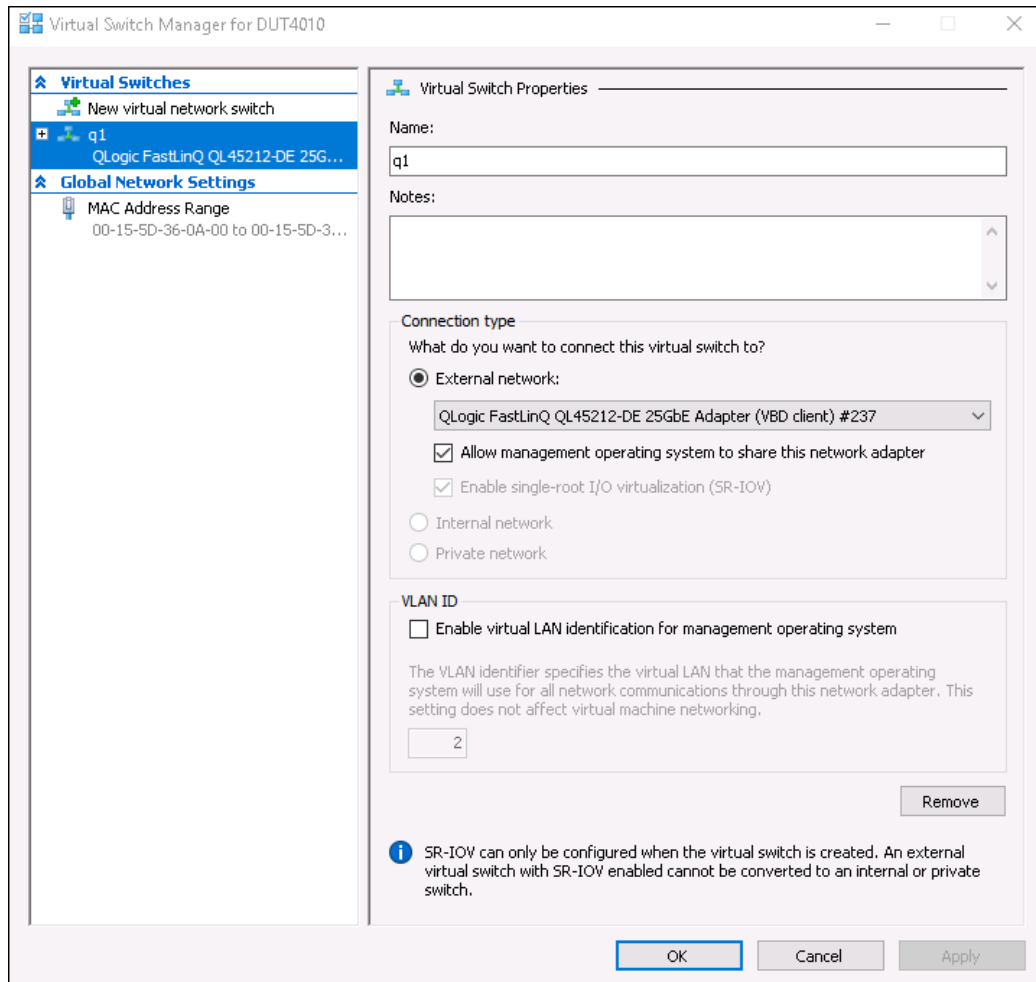 Virtual Switch Manager for DUT4010
Virtual Switches
New virtual network switch
q1
QLogic FastLinQ QL45212-DE 25G...
Global Network Settings
MAC Address Range
00-15-5D-36-0A-00 to 00-15-5D-3...
Virtual Switch Properties
Name:
q1
Notes:
Connection type
What do you want to connect this virtual switch to?
External network:
QLogic FastLinQ QL45212-DE 25GbE Adapter (VBD client) #237
Allow management operating system to share this network adapter
Enable single-root I/O virtualization (SR-IOV)
Internal network
Private network
VLAN ID
Enable virtual LAN identification for management operating system
The VLAN identifier specifies the virtual LAN that the management operating
system will use for all network communications through this network adapter. This
setting does not affect virtual machine networking.
2
Remove
SR-IOV can only be configured when the virtual switch is created. An external
virtual switch with SR-IOV enabled cannot be converted to an internal or private
switch.
OK
Cancel
Apply